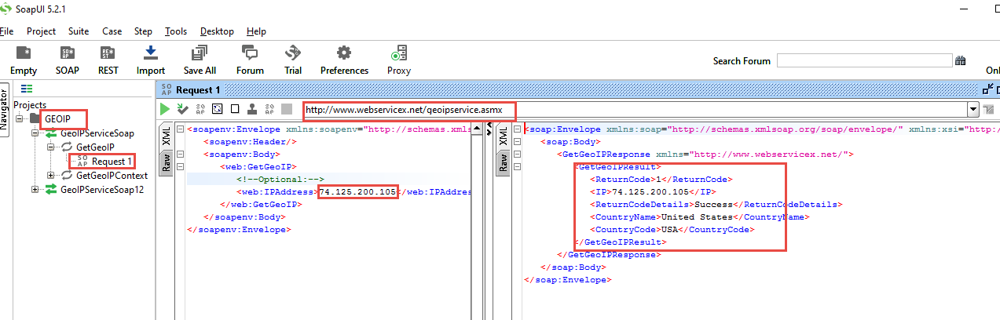 SoapUI 5.2.1
File Project Suite Case Step Tools Desktop Help
Empty SOAP REST Import Save All Forum Trial Preferences Proxy
Search Forum
Onl
Navigator
Projects
GEOIP
GeoIPServiceSoap
GetGeoIP
SO AP Request 1
GetGeoIPContext
GeoIPServiceSoap12
SO AP Request 1
http://www.webservicex.net/geoipservice.asmx
XML
Raw
<soapenv:Envelope xmlns:soapenv="http://schemas.xmls
<soapenv:Header/>
<soapenv:Body>
<web:GetGeoIP>
<!--Optional:-->
<web:IPAddress>74.125.200.105</web:IPAddre
</web:GetGeoIP>
</soapenv:Body>
</soapenv:Envelope>
XML
Raw
<soap:Envelope xmlns:soap="http://schemas.xmlsoap.org/soap/envelope/" xmlns:xsi="http:/
<soap:Body>
<GetGeoIPResponse xmlns="http://www.webservicex.net/">
<GetGeoIPResult>
<ReturnCode>1</ReturnCode>
<IP>74.125.200.105</IP>
<ReturnCodeDetails>Success</ReturnCodeDetails>
<CountryName>United States</CountryName>
<CountryCode>USA</CountryCode>
</GetGeoIPResult>
</GetGeoIPResponse>
</soap:Body>
</soap:Envelope>